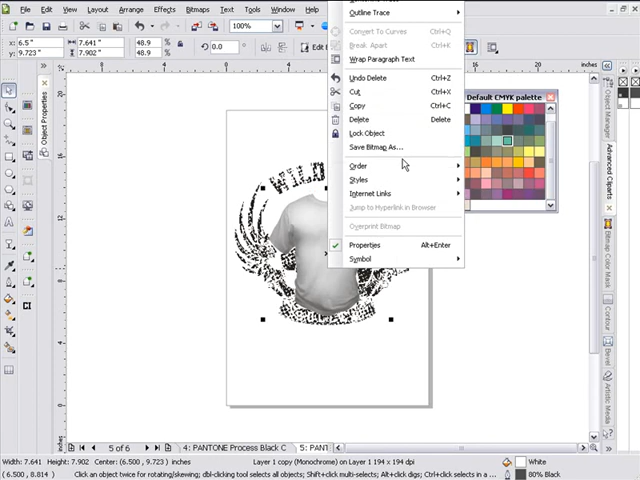 File Edit View Layout Arrange Effects Bitmaps Text Tools Window Help
100%
x: 6.5 "
y: 9.723 "
7.641 "
7.902 "
48.9
48.9
%
%
0.0
Edit B
Outline Trace
Convert To Curves Ctrl+Q
Break Apart Ctrl+K
Wrap Paragraph Text
Undo Delete Ctrl+Z
Cut Ctrl+X
Copy Ctrl+C
Delete Delete
Lock Object
Save Bitmap As...
Order
Styles
Internet Links
Jump to Hyperlink in Browser
Overprint Bitmap
Properties Alt+Enter
Symbol
Default CMYK palette
inches
Object Properties
Object Manager
Advanced Cliparts
Bitmap Color Mask
Contour
Bevel
Artistic Media
WILD
5 of 6
4: PANTONE Process Black C
5: PANT
Width: 7.641 Height: 7.902 Center: (6.500, 9.723) inches Layer 1 copy (Monochrome) on Layer 1 194 x 194 dpi
White
(6.500, 8.814) Click an object twice for rotating/skewing; dbl-clicking tool selects all objects; Shift+click multi-selects; Alt+click digs; Ctrl+click selects in a ...
80% Black